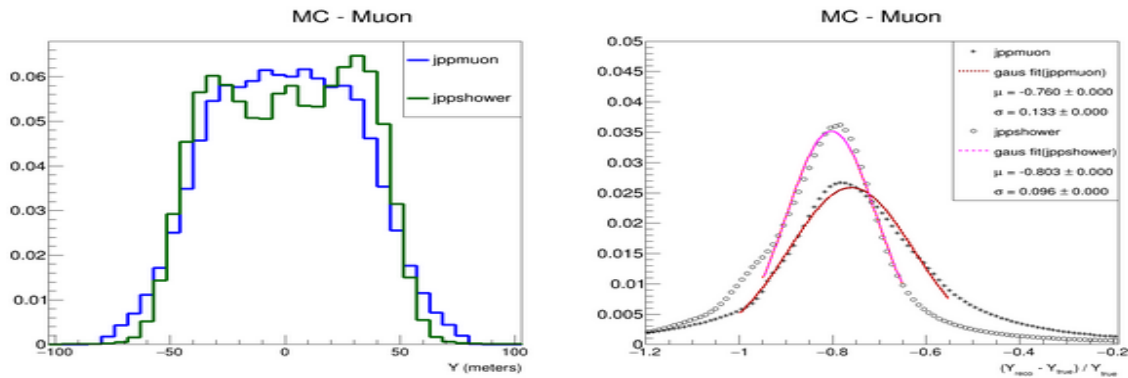 MC - Muon
jppmuon
jppshower
0.06
0.05
0.04
0.03
0.02
0.01
0
−100
−50
0
50
100
Y (meters)
MC - Muon
0.05
0.045
0.04
0.035
0.03
0.025
0.02
0.015
0.01
0.005
0
jppmuon
gaus fit(jppmuon)
μ = -0.760 ± 0.000
σ = 0.133 ± 0.000
jppshower
gaus fit(jppshower)
μ = -0.803 ± 0.000
σ = 0.096 ± 0.000
−1.2
−1
−0.8
−0.6
−0.4
−0.2
(Y_reco - Y_true) / Y_true